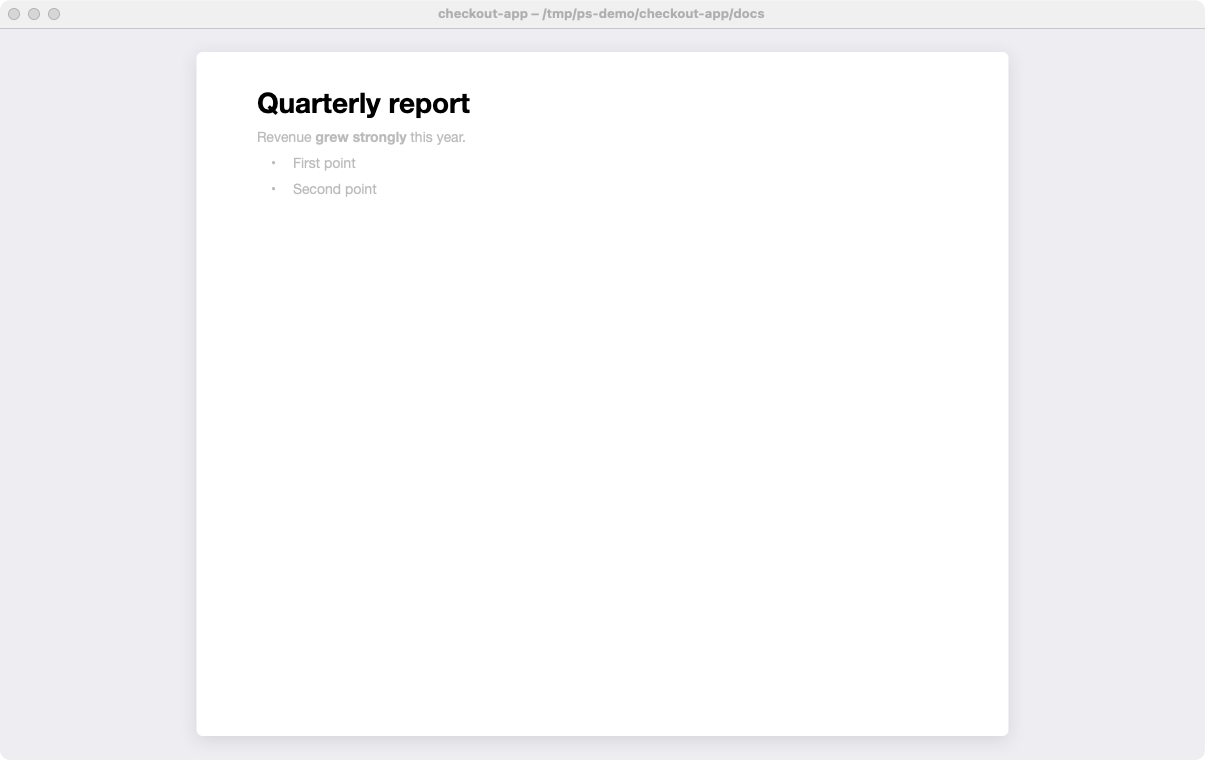 checkout-app – /tmp/ps-demo/checkout-app/docs
Quarterly report
Revenue grew strongly this year.
• First point
• Second point